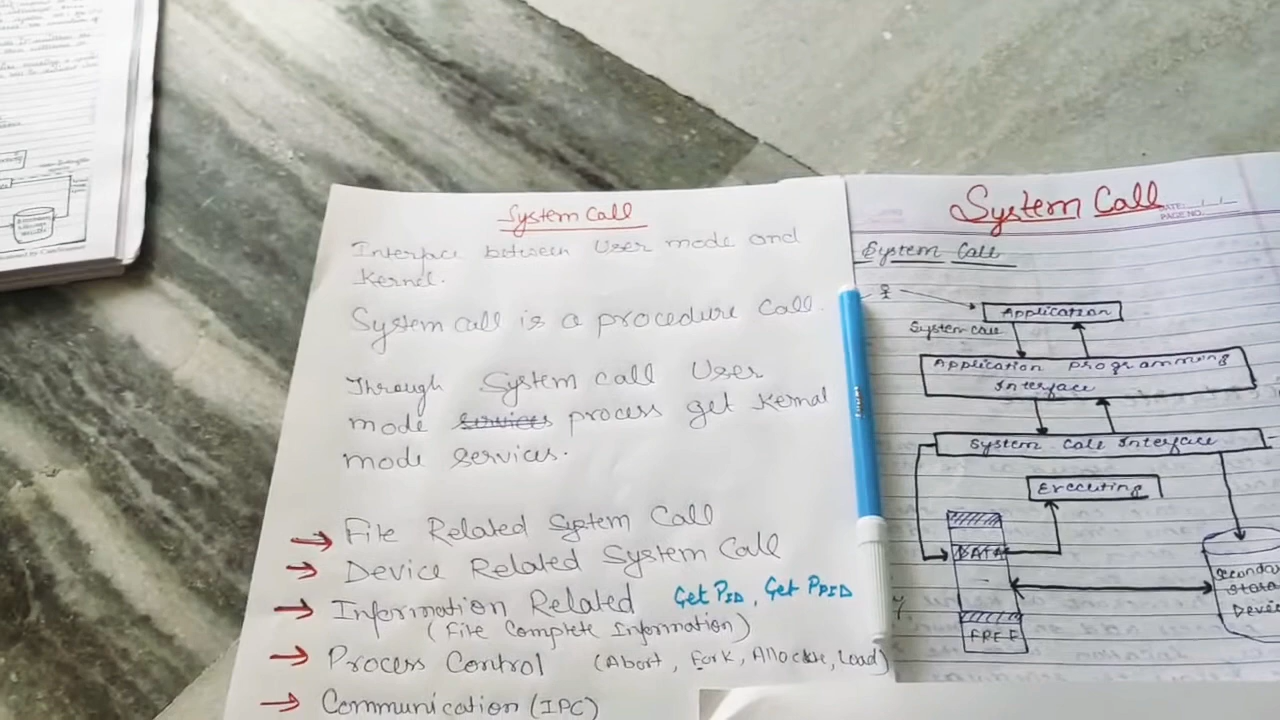 System Call
Interface between User mode and
Kernel.
System call is a procedure call.
Through System call User
mode services process get Kernal
mode services.
→ File Related System Call
→ Device Related System Call
→ Information Related Get PID, Get PPID
(File Complete Information)
→ Process Control (Abort, Fork, Allocate, Load)
→ Communication (IPC)
System Call
DATE: / /
PAGE NO.
System Call
Application
System call
Application programming
Interface
System Call Interface
Executing
DATA
FREE